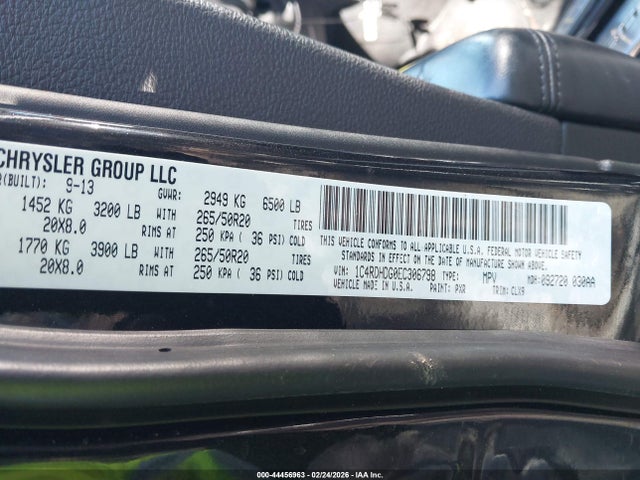 CHRYSLER GROUP LLC
(BUILT): 9-13 GVWR: 2949 KG 6500 LB
1452 KG 3200 LB WITH 265/50R20 TIRES
20X8.0 RIMS AT 250 KPA ( 36 PSI) COLD
1770 KG 3900 LB WITH 265/50R20 TIRES
20X8.0 RIMS AT 250 KPA ( 36 PSI) COLD
THIS VEHICLE CONFORMS TO ALL APPLICABLE U.S.A. FEDERAL MOTOR VEHICLE SAFETY
STANDARDS IN EFFECT ON THE DATE OF MANUFACTURE SHOWN ABOVE.
VIN: 1C4RDHDG0EC306798 TYPE: MPV MDH: 092720 030AA
VEHICLE MADE IN U.S.A. PAINT: PXR TRIM: CLX9
000-44456963 - 02/24/2026 - IAA Inc.